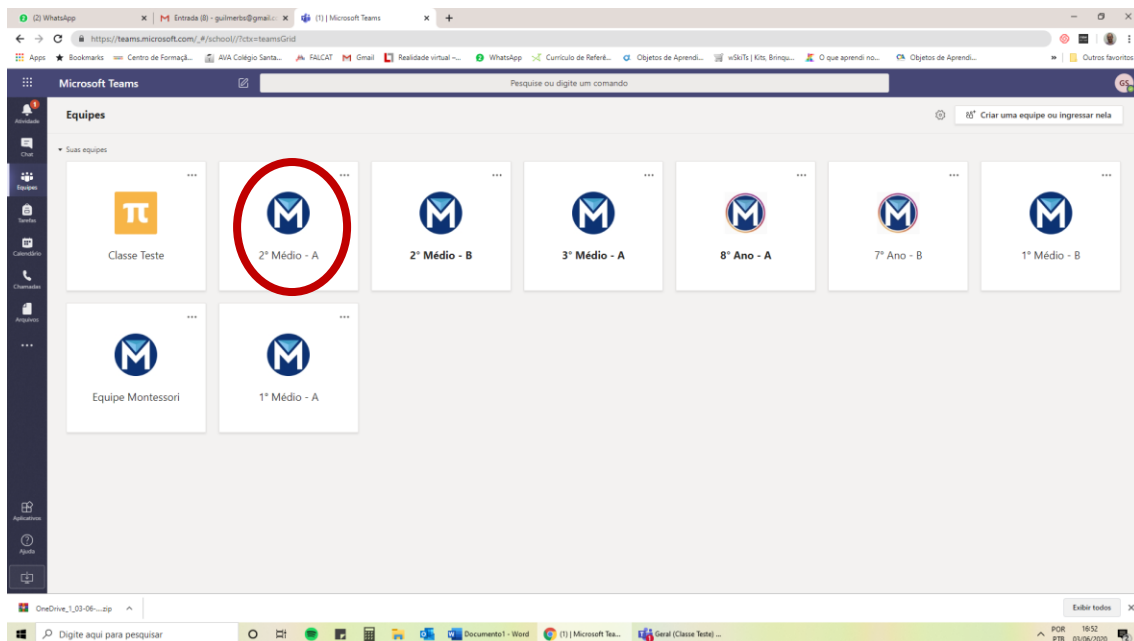 (2) WhatsApp
Entrada (8) - guilmerbs@gmail.c
(1) | Microsoft Teams
https://teams.microsoft.com/_#/school//?ctx=teamsGrid
Apps
Bookmarks
Centro de Formaçã...
AVA Colégio Santa...
FALCAT
Gmail
Realidade virtual –...
WhatsApp
Currículo de Referê...
Objetos de Aprendi...
wSkiTs | Kits, Brinqu...
O que aprendi no...
Objetos de Aprendi...
Outros favoritos
Microsoft Teams
Pesquise ou digite um comando
GS
1
Atividade
Chat
Equipes
Tarefas
Calendário
Chamadas
Arquivos
Aplicativos
Ajuda
Equipes
Criar uma equipe ou ingressar nela
Suas equipes
π
Classe Teste
M
2° Médio - A
M
2° Médio - B
M
3° Médio - A
M
8° Ano - A
M
7° Ano - B
M
1° Médio - B
M
Equipe Montessori
M
1° Médio - A
OneDrive_1_03-06-....zip
Exibir todos
Digite aqui para pesquisar
Documento1 - Word
(1) | Microsoft Tea...
Geral (Classe Teste) ...
POR
PTB
16:52
03/06/2020